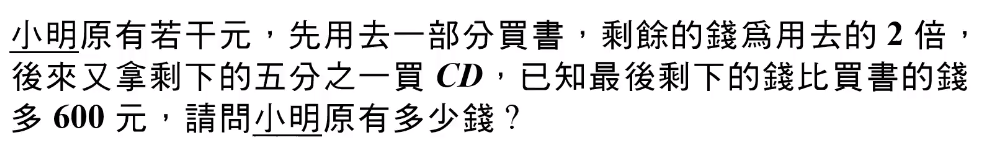 小明原有若干元，先用去一部分買書，剩餘的錢爲用去的 2 倍，
後來又拿剩下的五分之一買 CD，已知最後剩下的錢比買書的錢
多 600 元，請問小明原有多少錢？